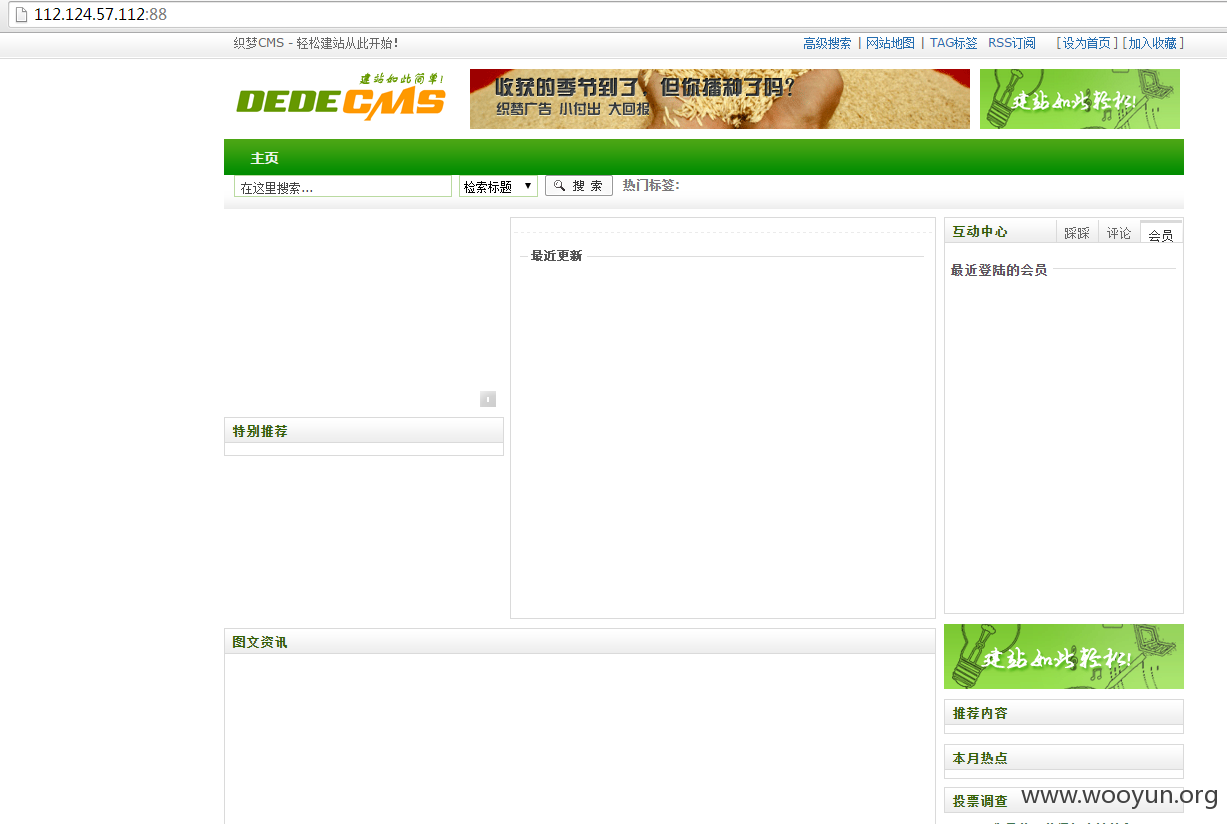 112.124.57.112:88
织梦CMS - 轻松建站从此开始!
高级搜索 | 网站地图 | TAG标签 RSS订阅 [设为首页] [加入收藏]
建站如此简单!
DEDECMS
收获的季节到了，但你播种了吗?
织梦广告 小付出 大回报
建站如此轻松!
主页
在这里搜索... 检索标题 搜 索 热门标签:
互动中心 踩踩 评论 会员
最近更新
最近登陆的会员
特别推荐
图文资讯
建站如此轻松!
推荐内容
本月热点
投票调查
www.wooyun.org